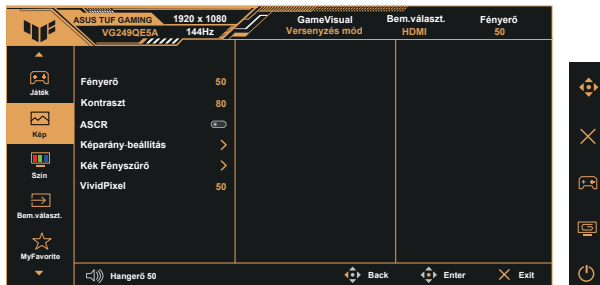 ASUS TUF GAMING 1920 x 1080 GameVisual Bem.választ. Fényerő
VG249QE5A 144Hz Versenyzés mód HDMI 50
Játék
Kép
Szín
Bem.választ.
MyFavorite
Fényerő 50
Kontraszt 80
ASCR
Képarány-beállítás
Kék Fényszűrő
VividPixel 50
Hangerő 50 Back Enter Exit